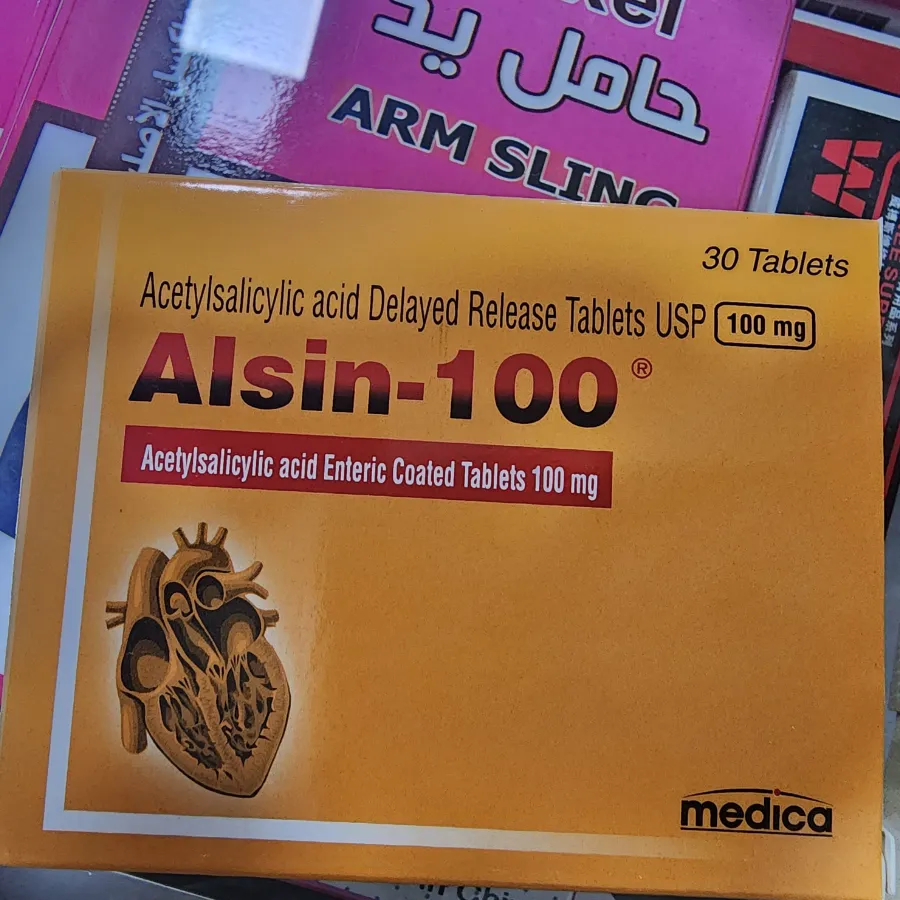 حامل يد
ARM SLING
30 Tablets
Acetylsalicylic acid Delayed Release Tablets USP 100 mg
Alsin-100®
Acetylsalicylic acid Enteric Coated Tablets 100 mg
medica